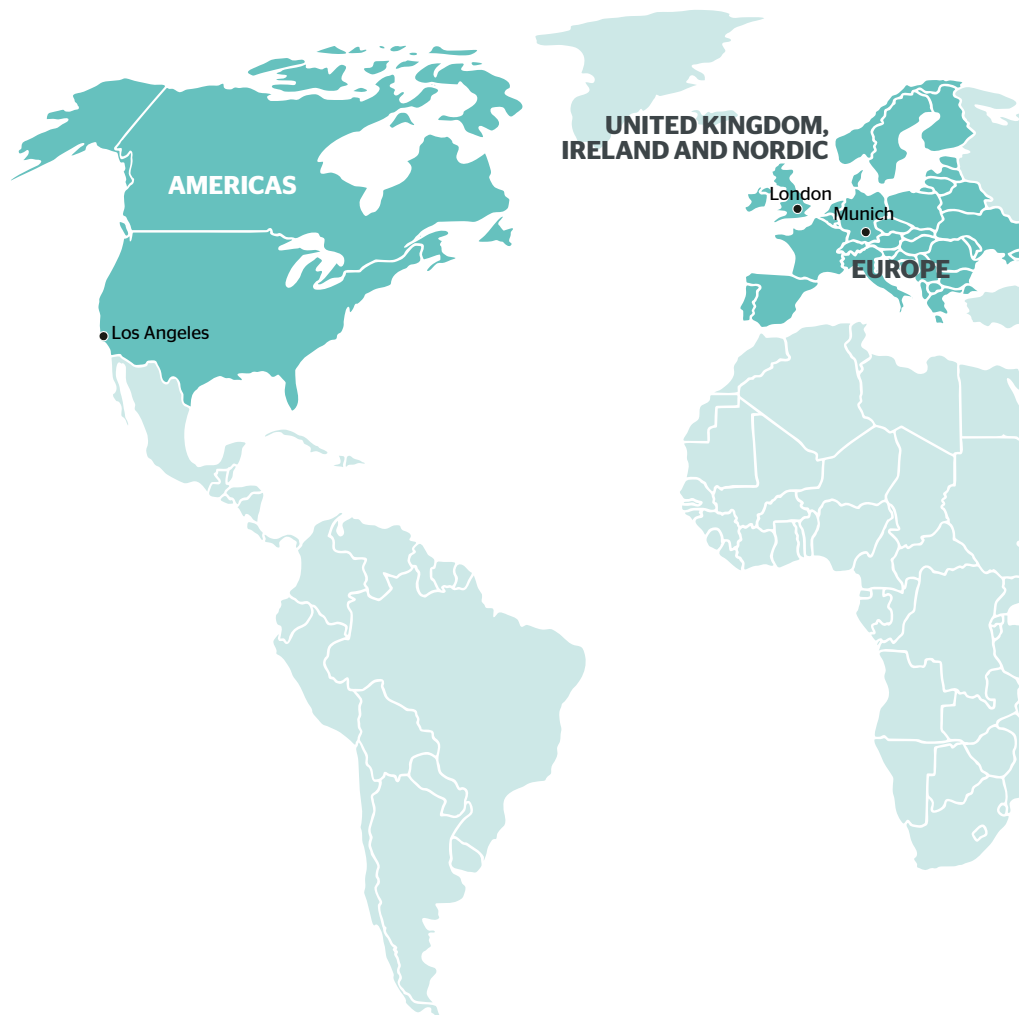 UNITED KINGDOM,
IRELAND AND NORDIC
AMERICAS
London
Munich
EUROPE
Los Angeles